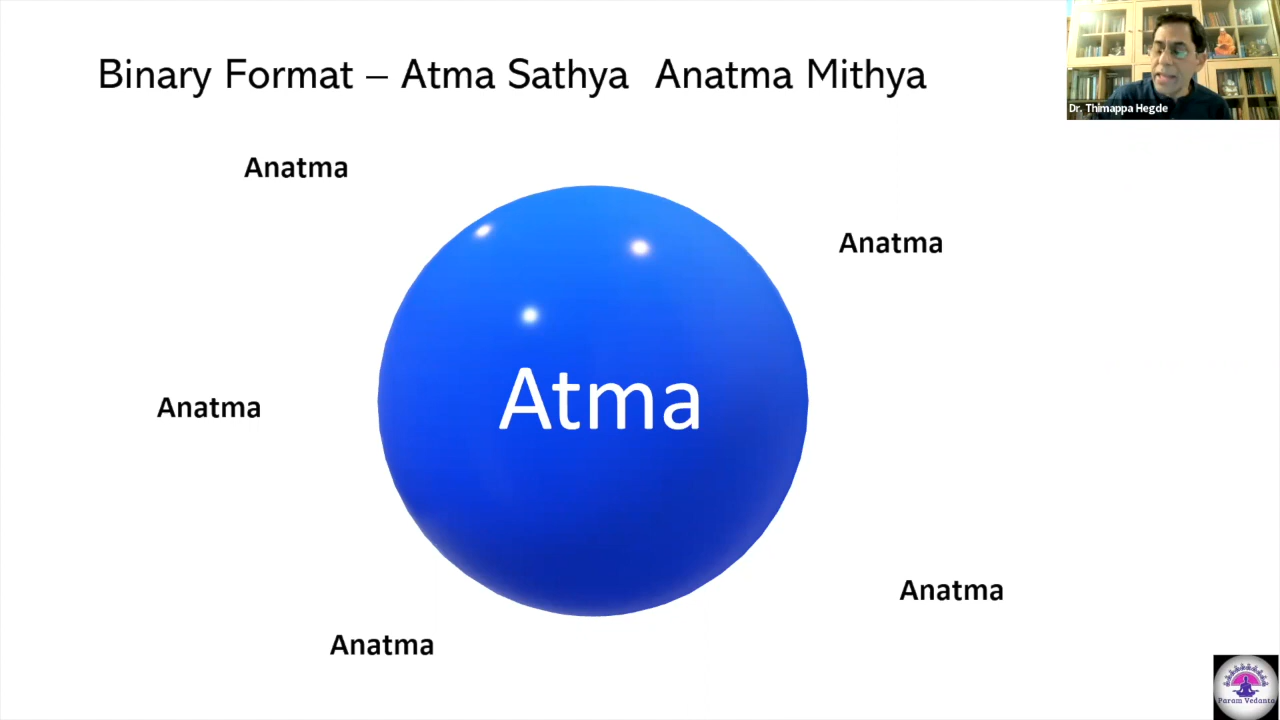 Binary Format – Atma Sathya Anatma Mithya
Dr. Thimappa Hegde
Anatma
Anatma
Atma
Anatma
Anatma
Anatma
Param Vedanta